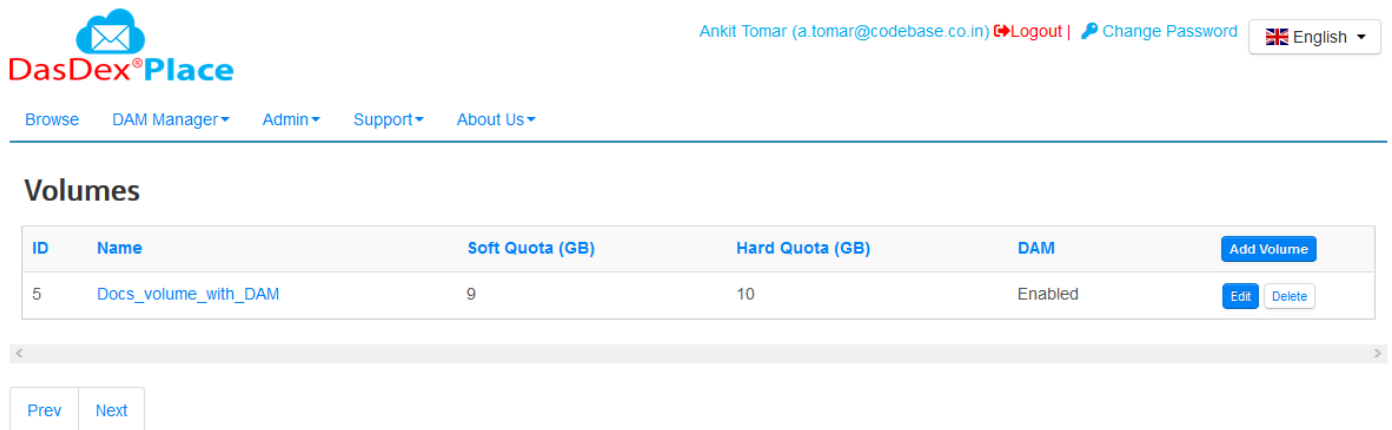 Ankit Tomar (a.tomar@codebase.co.in) Logout | Change Password English
DasDex®Place
Browse DAM Manager Admin Support About Us
Volumes
ID Name Soft Quota (GB) Hard Quota (GB) DAM Add Volume
5 Docs_volume_with_DAM 9 10 Enabled Edit Delete
Prev Next